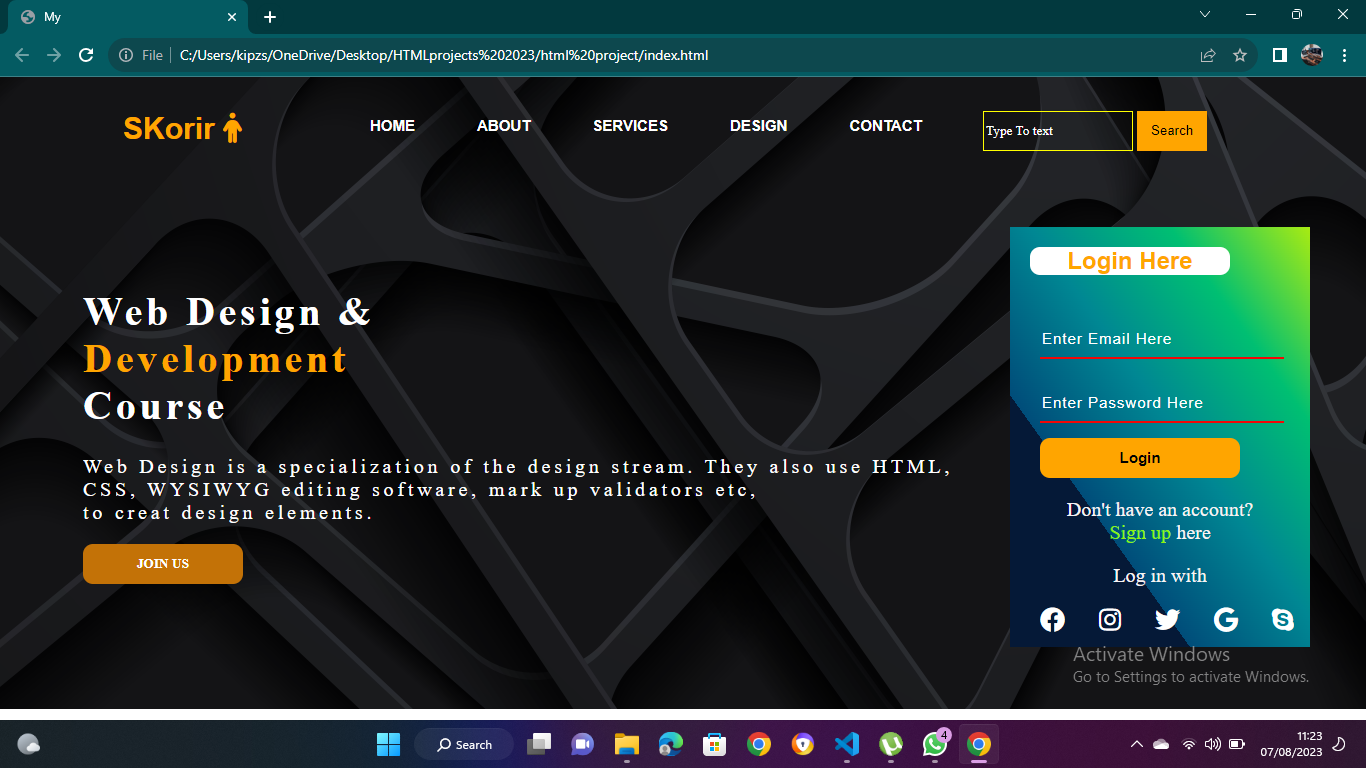 My
File
C:/Users/kipzs/OneDrive/Desktop/HTMLprojects%202023/html%20project/index.html
SKorir
HOME ABOUT SERVICES DESIGN CONTACT
Type To text
Search
Web Design &
Development
Course
Web Design is a specialization of the design stream. They also use HTML,
CSS, WYSIWYG editing software, mark up validators etc,
to creat design elements.
JOIN US
Login Here
Enter Email Here
Enter Password Here
Login
Don't have an account?
Sign up here
Log in with
Activate Windows
Go to Settings to activate Windows.
Search
4
11:23
07/08/2023